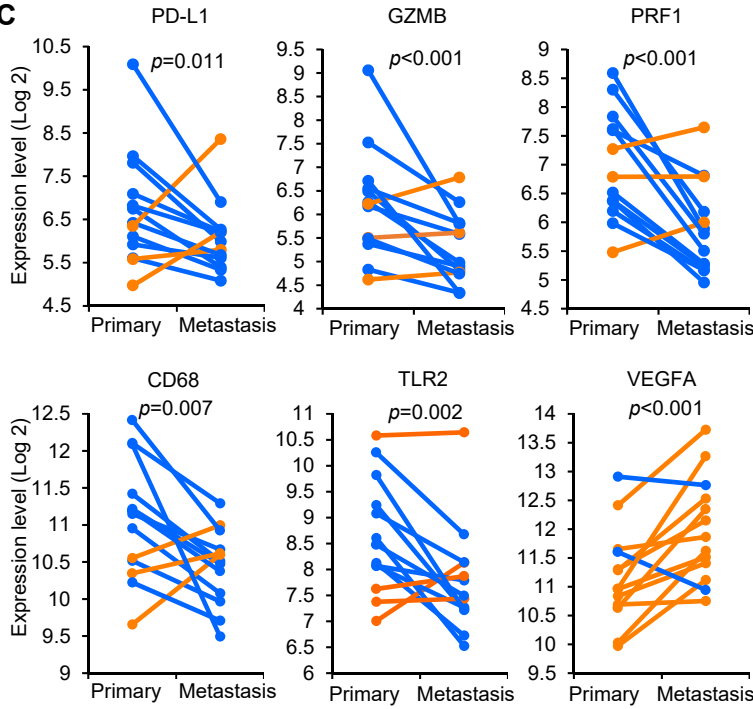 C
PD-L1
GZMB
PRF1
p=0.011
p<0.001
p<0.001
Expression level (Log 2)
10.5
9.5
8.5
7.5
6.5
5.5
4.5
9.5
9
8.5
8
7.5
7
6.5
6
5.5
5
4.5
4
9
8.5
8
7.5
7
6.5
6
5.5
5
4.5
Primary Metastasis
Primary Metastasis
Primary Metastasis
CD68
TLR2
VEGFA
p=0.007
p=0.002
p<0.001
Expression level (Log 2)
12.5
12
11.5
11
10.5
10
9.5
9
11
10.5
10
9.5
9
8.5
8
7.5
7
6.5
6
14
13.5
13
12.5
12
11.5
11
10.5
10
9.5
Primary Metastasis
Primary Metastasis
Primary Metastasis